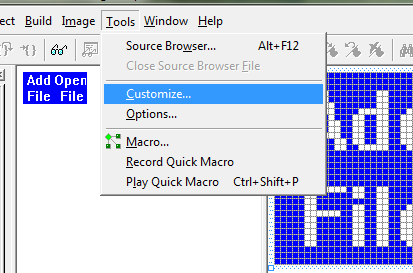 ect Build Image Tools Window Help
Source Browser... Alt+F12
Close Source Browser File
Customize...
Options...
Macro...
Record Quick Macro
Play Quick Macro Ctrl+Shift+P
Add Open
File File